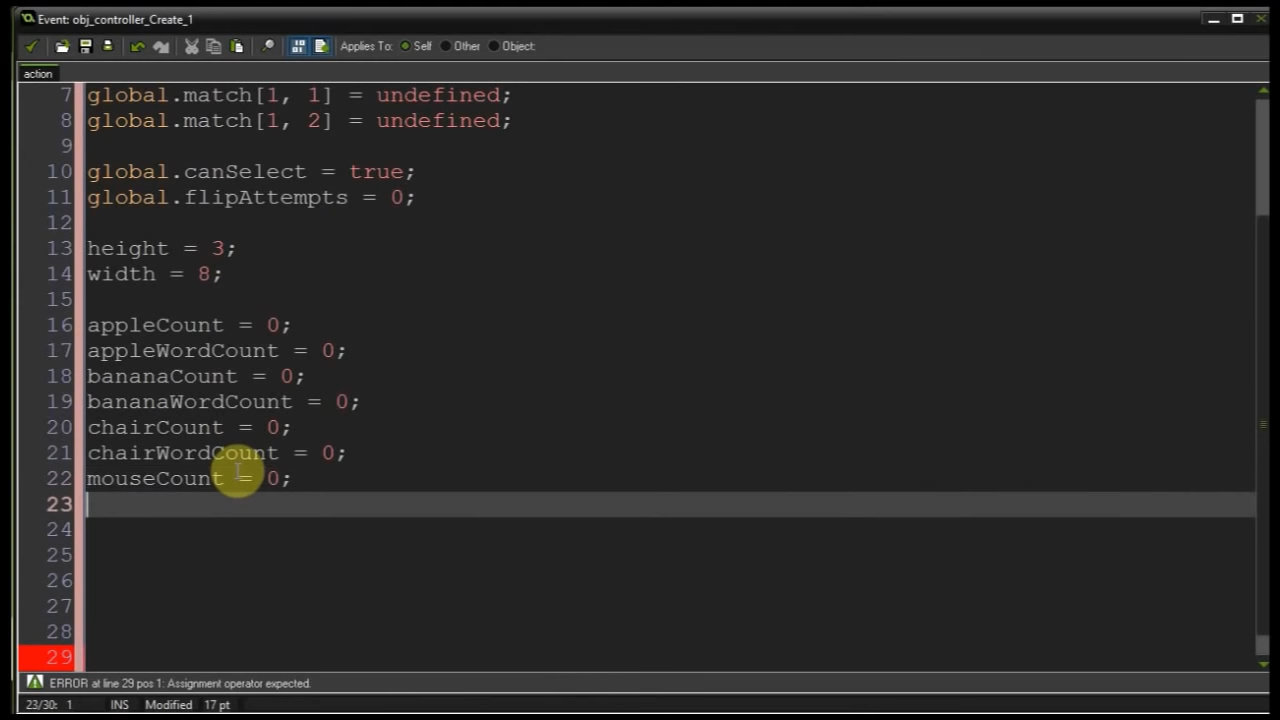 Event: obj_controller_Create_1
Applies To: Self Other Object:
action
7 global.match[1, 1] = undefined;
8 global.match[1, 2] = undefined;
9
10 global.canSelect = true;
11 global.flipAttempts = 0;
12
13 height = 3;
14 width = 8;
15
16 appleCount = 0;
17 appleWordCount = 0;
18 bananaCount = 0;
19 bananaWordCount = 0;
20 chairCount = 0;
21 chairWordCount = 0;
22 mouseCount = 0;
23
24
25
26
27
28
29
ERROR at line 29 pos 1: Assignment operator expected.
23/30: 1 INS Modified 17 pt